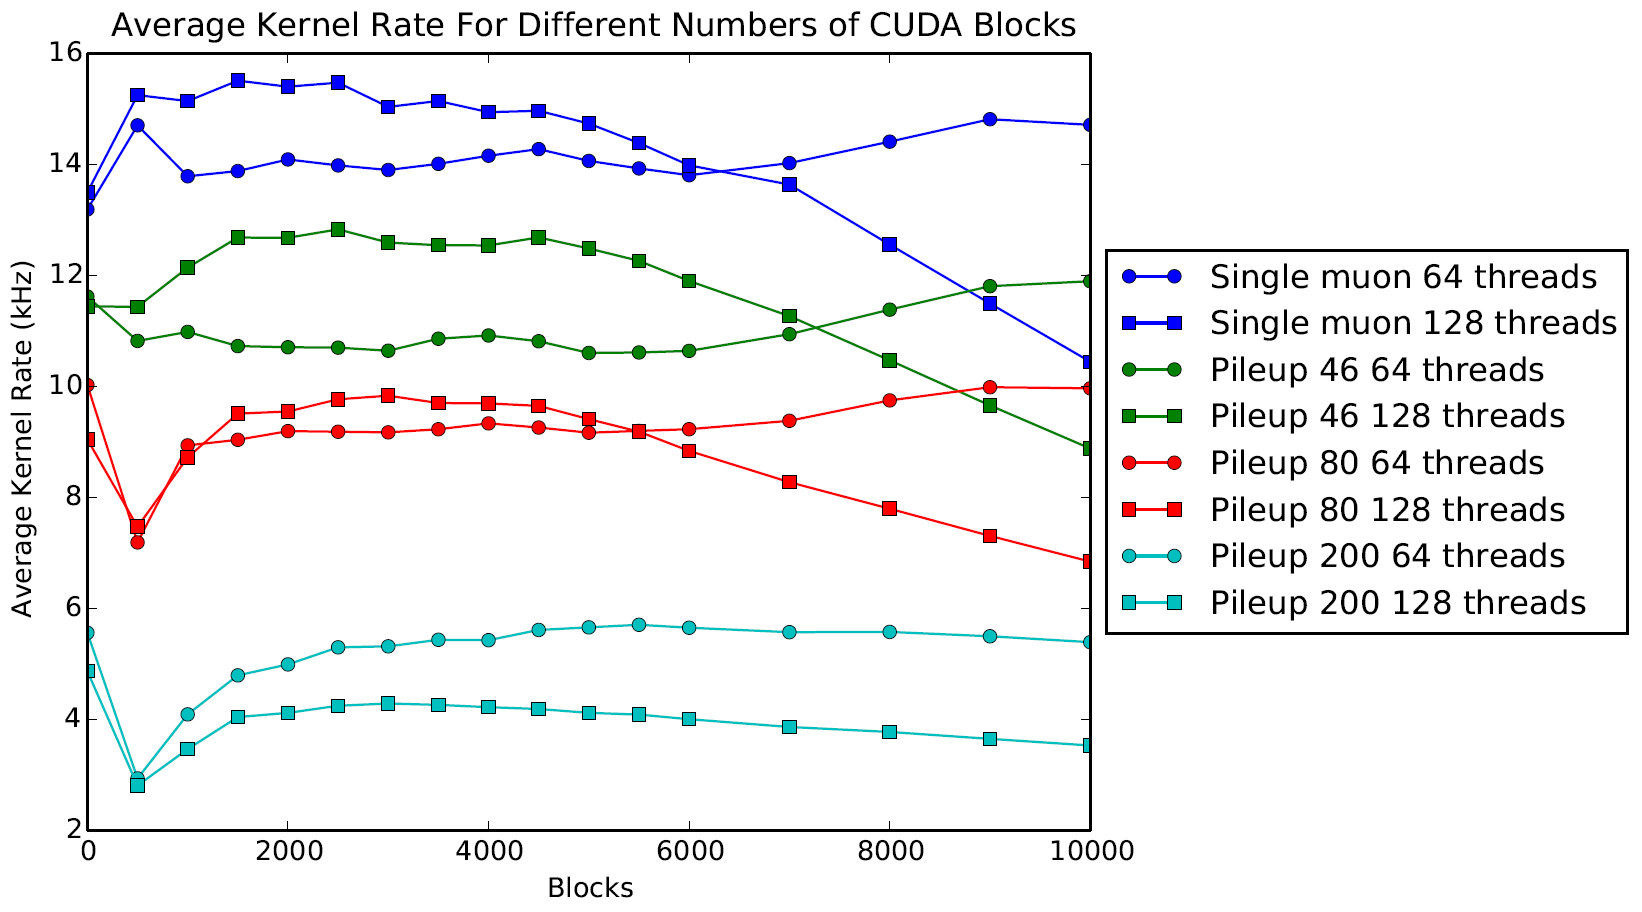 Average Kernel Rate For Different Numbers of CUDA Blocks
16
14
12
10
8
6
4
2
Average Kernel Rate (kHz)
0 2000 4000 6000 8000 10000
Blocks
Single muon 64 threads
Single muon 128 threads
Pileup 46 64 threads
Pileup 46 128 threads
Pileup 80 64 threads
Pileup 80 128 threads
Pileup 200 64 threads
Pileup 200 128 threads